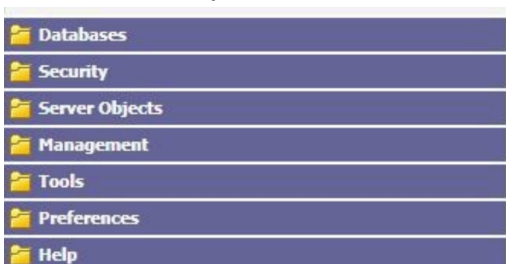 Databases
Security
Server Objects
Management
Tools
Preferences
Help